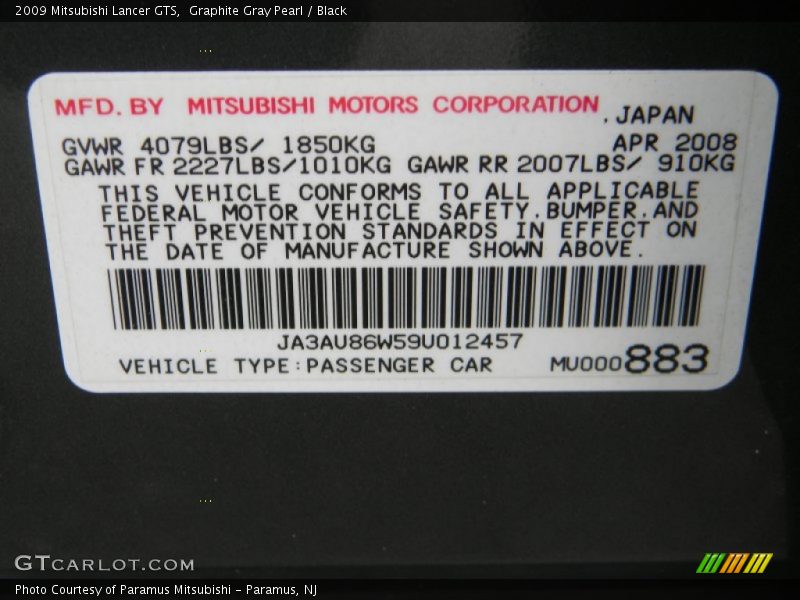 2009 Mitsubishi Lancer GTS,  Graphite Gray Pearl / Black
MFD. BY MITSUBISHI MOTORS CORPORATION, JAPAN
GVWR 4079LBS/ 1850KG APR 2008
GAWR FR 2227LBS/1010KG GAWR RR 2007LBS/ 910KG
THIS VEHICLE CONFORMS TO ALL APPLICABLE
FEDERAL MOTOR VEHICLE SAFETY.BUMPER.AND
THEFT PREVENTION STANDARDS IN EFFECT ON
THE DATE OF MANUFACTURE SHOWN ABOVE.
JA3AU86W59U012457
VEHICLE TYPE:PASSENGER CAR MU000883
GTCARLOT.COM
Photo Courtesy of Paramus Mitsubishi - Paramus, NJ